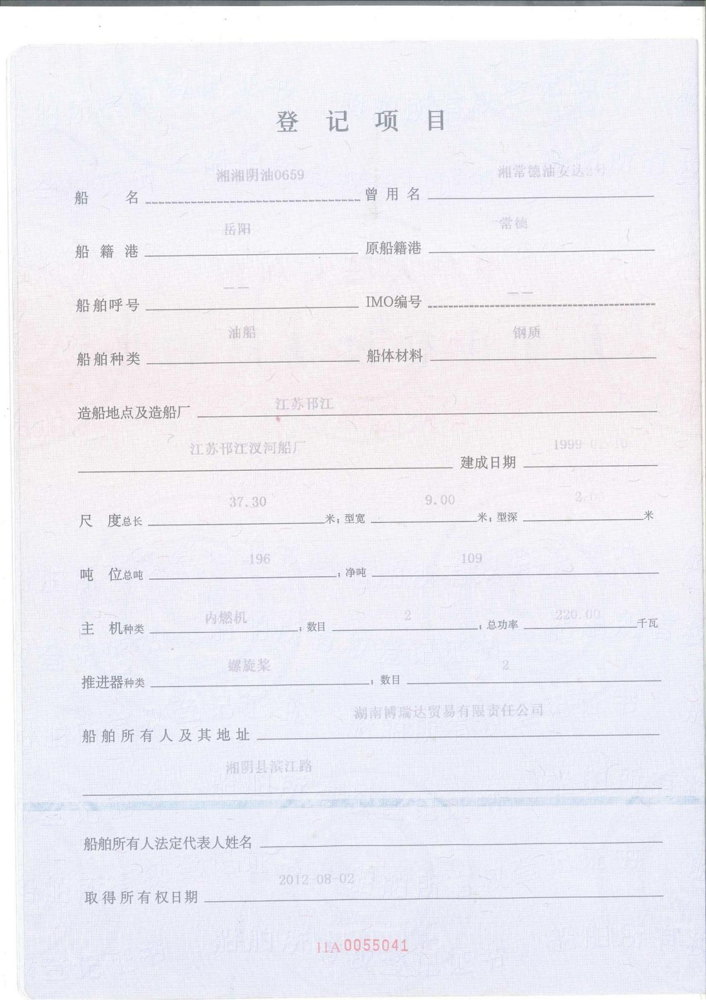 登记项目
船名 湘湘阴油0659 曾用名 湘常德油安达2号
船籍港 岳阳 原船籍港 常德
船舶呼号 —— IMO编号 ——
船舶种类 油船 船体材料 钢质
造船地点及造船厂 江苏邗江
江苏邗江汊河船厂 建成日期 1999
尺度总长 37.30 米；型宽 9.00 米；型深 2.00 米
吨位总吨 196 ；净吨 109
主机种类 内燃机 ；数目 2 ；总功率 220.00 千瓦
推进器种类 螺旋桨 ；数目 2
船舶所有人及其地址 湖南博瑞达贸易有限责任公司
湘阴县滨江路
船舶所有人法定代表人姓名
取得所有权日期 2012-08-02
11A0055041